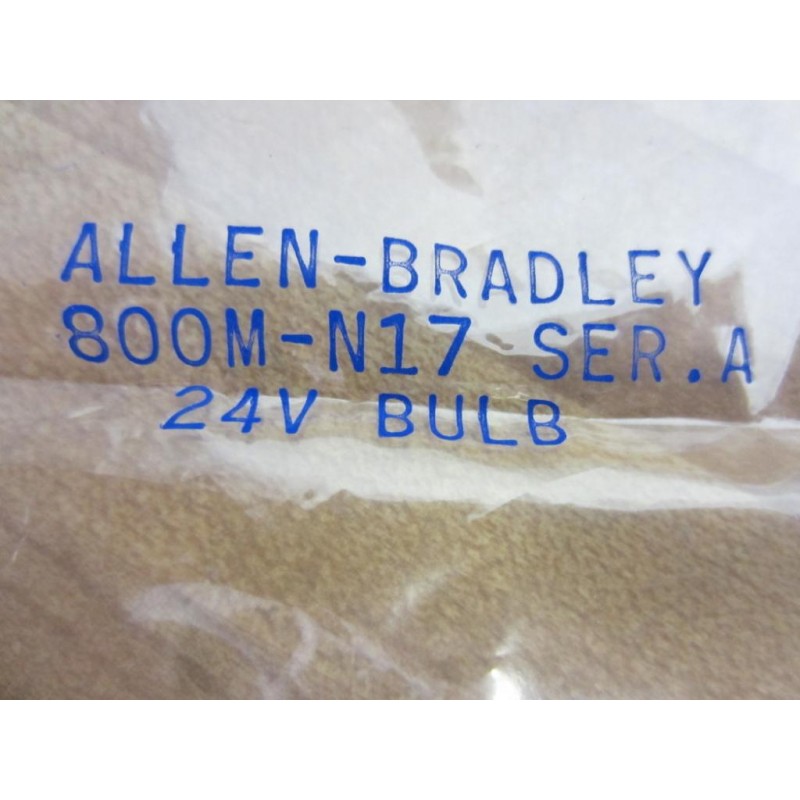 ALLEN-BRADLEY
800M-N17 SER.A
24V BULB